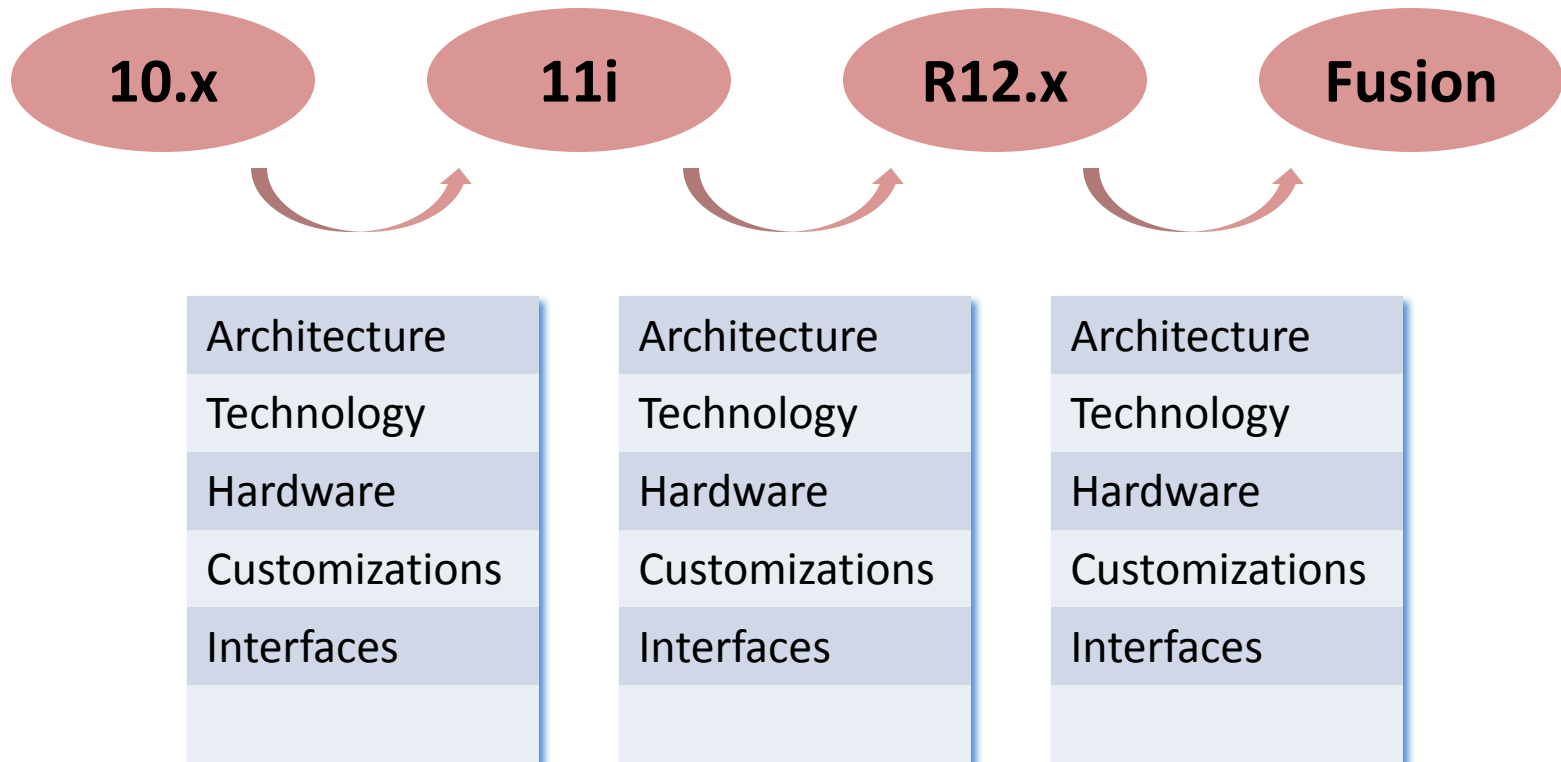 10.x
11i
R12.x
Fusion
Architecture
Technology
Hardware
Customizations
Interfaces
Architecture
Technology
Hardware
Customizations
Interfaces
Architecture
Technology
Hardware
Customizations
Interfaces